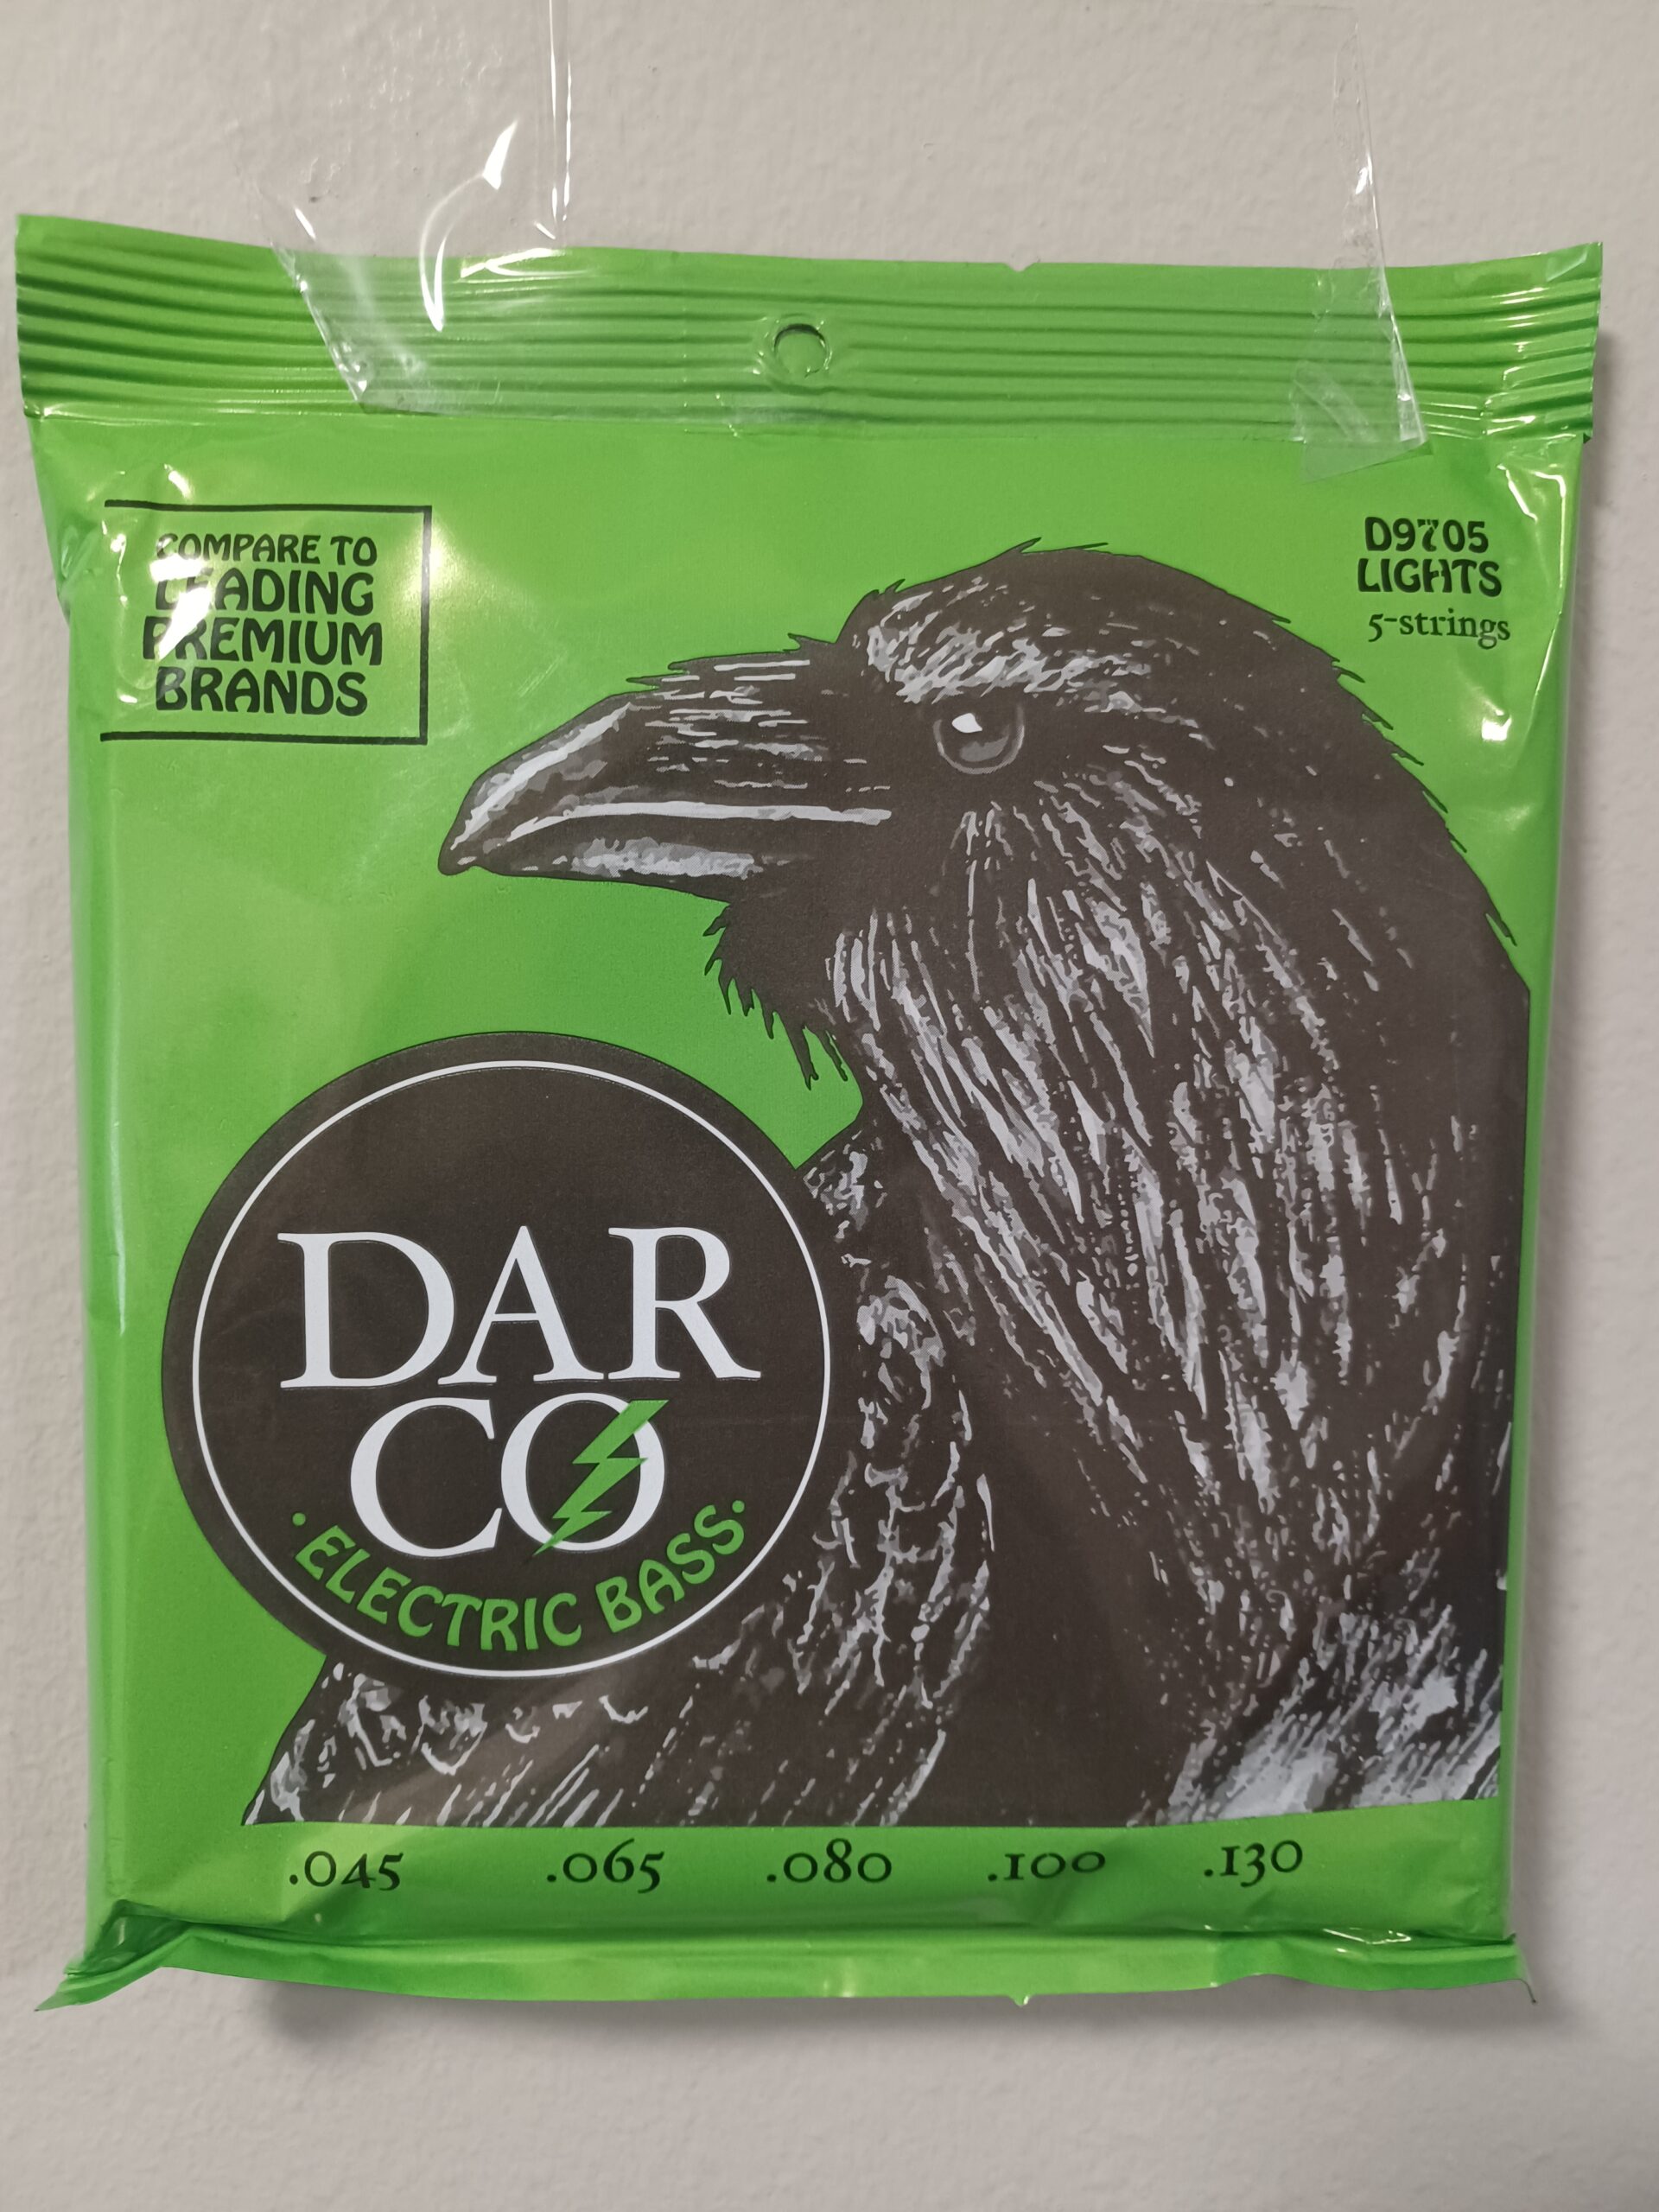 COMPARE TO
LEADING
PREMIUM
BRANDS
D9705
LIGHTS
5-strings
DAR
CO
·ELECTRIC BASS·
.045 .065 .080 .100 .130